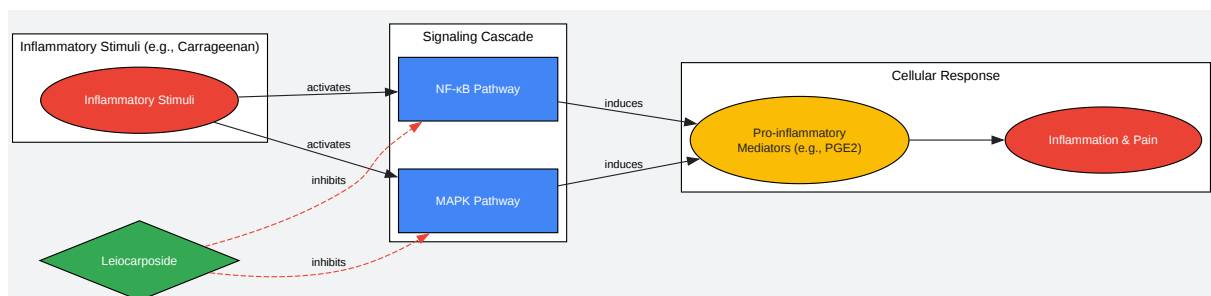 Inflammatory Stimuli (e.g., Carrageenan)
Inflammatory Stimuli
activates
activates
inhibits
inhibits
Leiocarposide
Signaling Cascade
NF-κB Pathway
MAPK Pathway
induces
induces
Cellular Response
Pro-inflammatory
Mediators (e.g., PGE2)
Inflammation & Pain